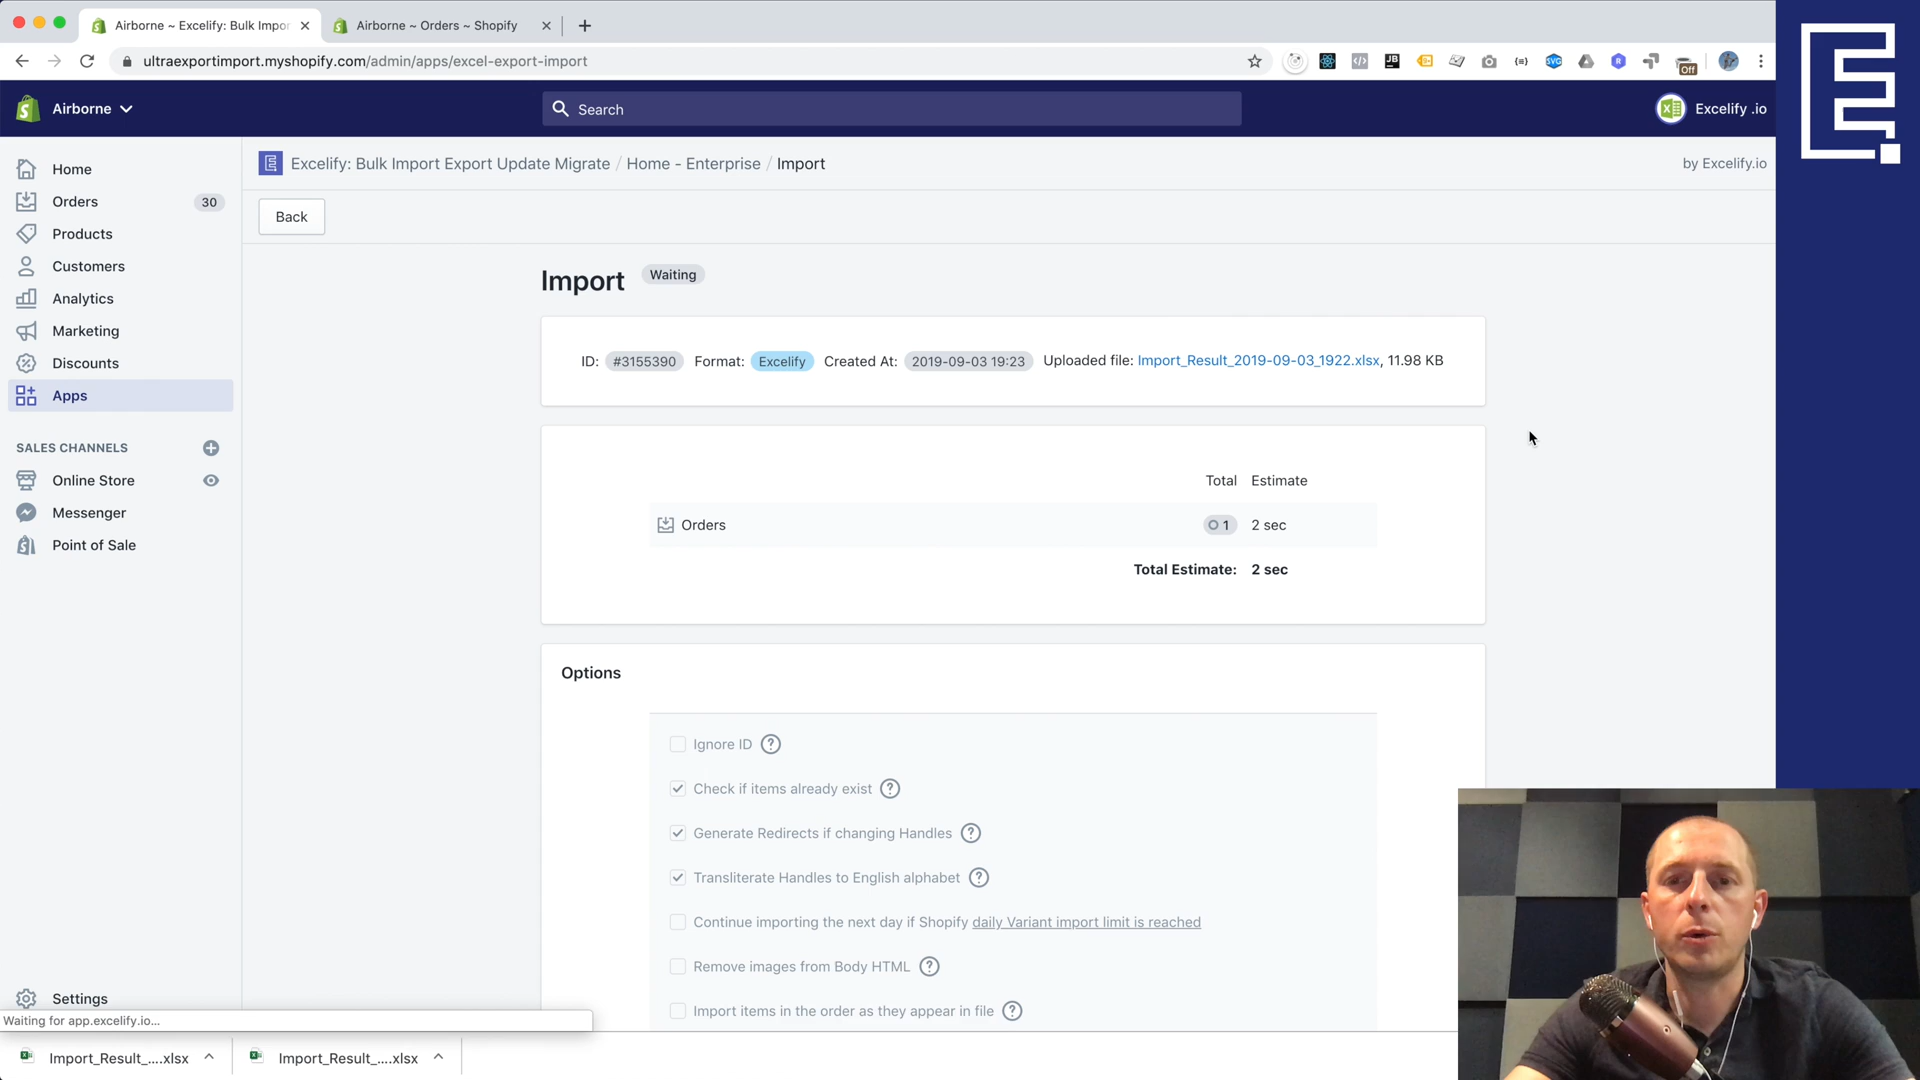 Airborne ~ Excelify: Bulk Impor
Airborne ~ Orders ~ Shopify
ultraexportimport.myshopify.com/admin/apps/excel-export-import
JB
SVG
R
Off
Airborne
Search
Excelify .io
Home
Orders 30
Products
Customers
Analytics
Marketing
Discounts
Apps
SALES CHANNELS
Online Store
Messenger
Point of Sale
Settings
Excelify: Bulk Import Export Update Migrate / Home - Enterprise / Import
by Excelify.io
Back
Import Waiting
ID: #3155390 Format: Excelify Created At: 2019-09-03 19:23 Uploaded file: Import_Result_2019-09-03_1922.xlsx, 11.98 KB
Total Estimate
Orders 1 2 sec
Total Estimate: 2 sec
Options
Ignore ID ?
Check if items already exist ?
Generate Redirects if changing Handles ?
Transliterate Handles to English alphabet ?
Continue importing the next day if Shopify daily Variant import limit is reached
Remove images from Body HTML ?
Import items in the order as they appear in file ?
Waiting for app.excelify.io...
Import_Result_....xlsx
Import_Result_....xlsx